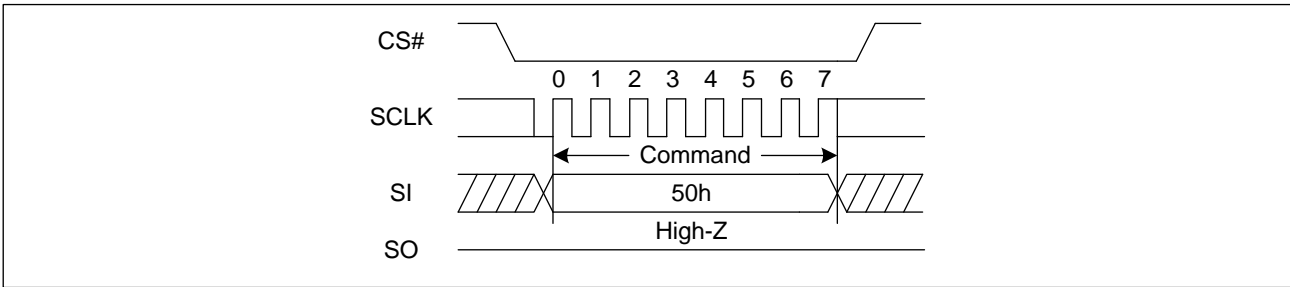 CS#
0 1 2 3 4 5 6 7
SCLK
Command
SI
50h
High-Z
SO